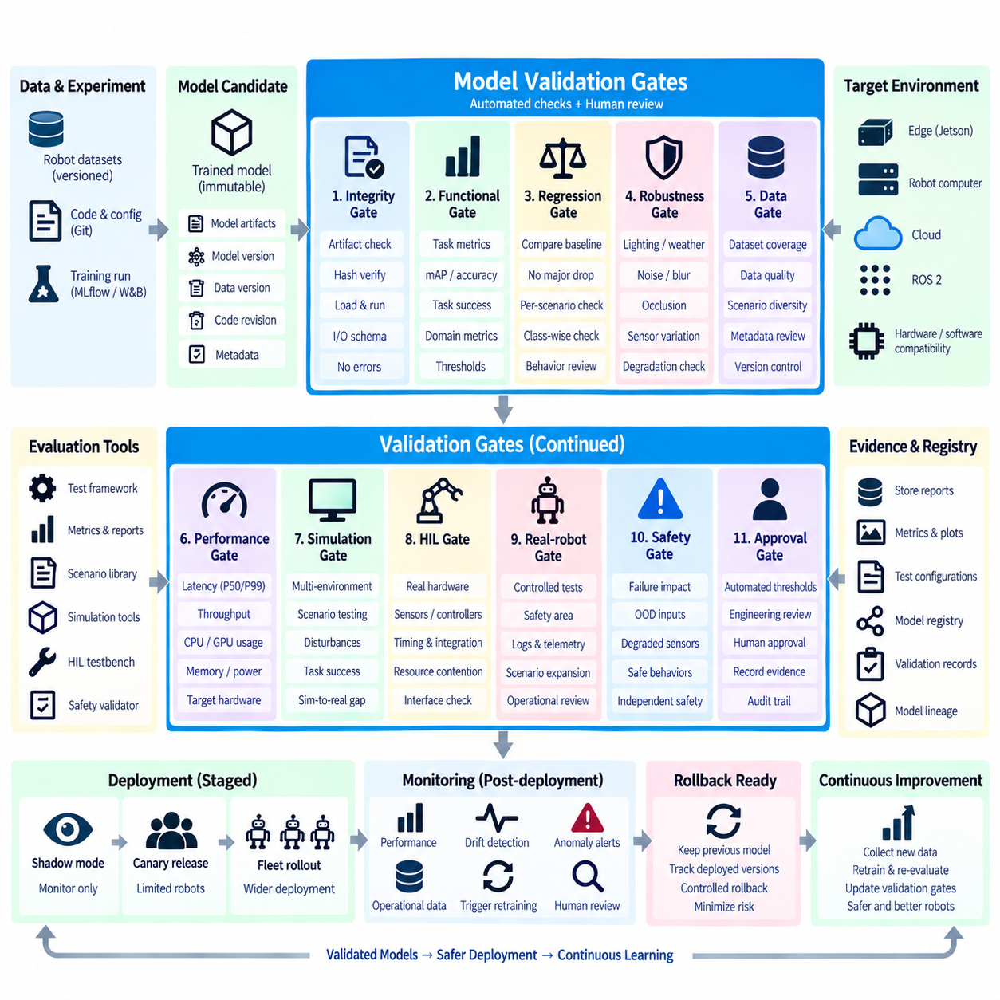 Data & Experiment
Robot datasets
(versioned)
Code & config
(Git)
Training run
(MLflow / W&B)
Model Candidate
Trained model
(immutable)
Model artifacts
Model version
Data version
Code revision
Metadata
Model Validation Gates
Automated checks + Human review
1. Integrity
Gate
Artifact check
Hash verify
Load & run
I/O schema
No errors
2. Functional
Gate
Task metrics
mAP / accuracy
Task success
Domain metrics
Thresholds
3. Regression
Gate
Compare baseline
No major drop
Per-scenario check
Class-wise check
Behavior review
4. Robustness
Gate
Lighting / weather
Noise / blur
Occlusion
Sensor variation
Degradation check
5. Data
Gate
Dataset coverage
Data quality
Scenario diversity
Metadata review
Version control
Target Environment
Edge (Jetson)
Robot computer
Cloud
ROS 2
Hardware / software
compatibility
Evaluation Tools
Test framework
Metrics & reports
Scenario library
Simulation tools
HIL testbench
Safety validator
Validation Gates (Continued)
6. Performance
Gate
Latency (P50/P99)
Throughput
CPU / GPU usage
Memory / power
Target hardware
7. Simulation
Gate
Multi-environment
Scenario testing
Disturbances
Task success
Sim-to-real gap
8. HIL Gate
Real hardware
Sensors / controllers
Timing & integration
Resource contention
Interface check
9. Real-robot
Gate
Controlled tests
Safety area
Logs & telemetry
Scenario expansion
Operational review
10. Safety
Gate
Failure impact
OOD inputs
Degraded sensors
Safe behaviors
Independent safety
11. Approval
Gate
Automated thresholds
Engineering review
Human approval
Record evidence
Audit trail
Evidence & Registry
Store reports
Metrics & plots
Test configurations
Model registry
Validation records
Model lineage
Deployment (Staged)
Shadow mode
Monitor only
Canary release
Limited robots
Fleet rollout
Wider deployment
Monitoring (Post-deployment)
Performance
Drift detection
Anomaly alerts
Operational data
Trigger retraining
Human review
Rollback Ready
Keep previous model
Track deployed versions
Controlled rollback
Minimize risk
Continuous Improvement
Collect new data
Retrain & re-evaluate
Update validation gates
Safer and better robots
Validated Models → Safer Deployment → Continuous Learning